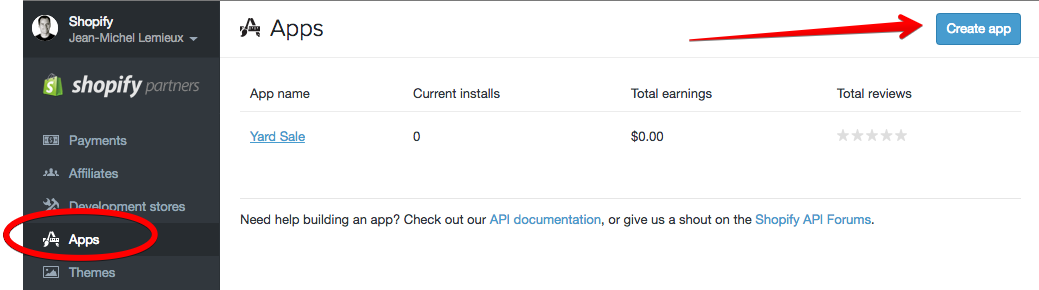 Shopify
Jean-Michel Lemieux
shopify partners
Payments
Affiliates
Development stores
Apps
Themes
Apps
Create app
App name Current installs Total earnings Total reviews
Yard Sale 0 $0.00
Need help building an app? Check out our API documentation, or give us a shout on the Shopify API Forums.